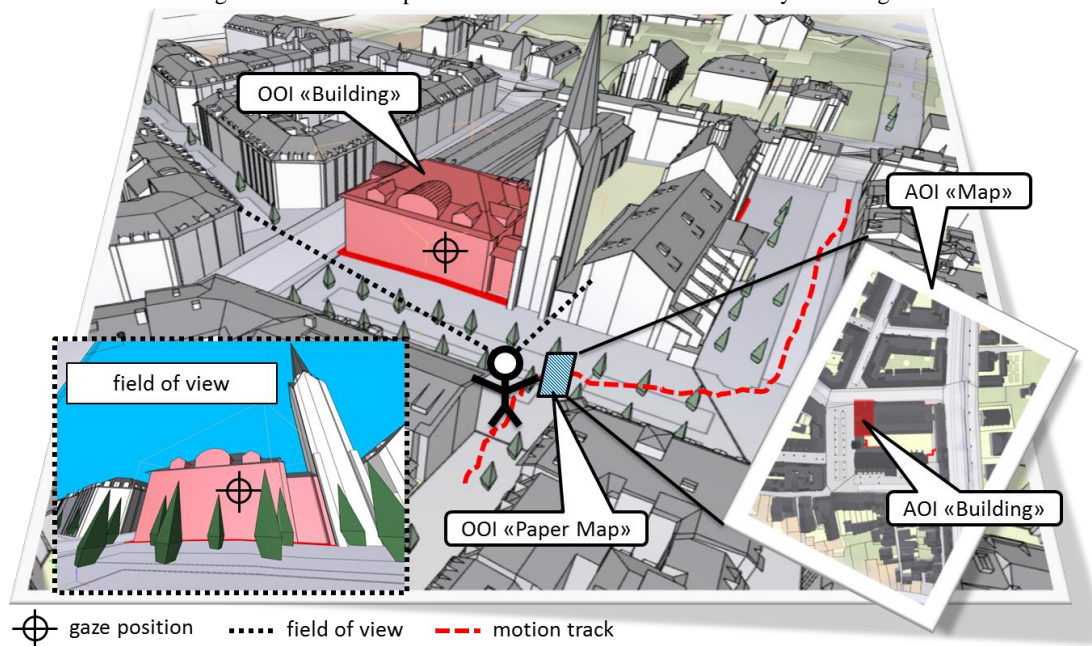 OOI «Building»
AOI «Map»
field of view
AOI «Building»
OOI «Paper Map»
gaze position field of view motion track